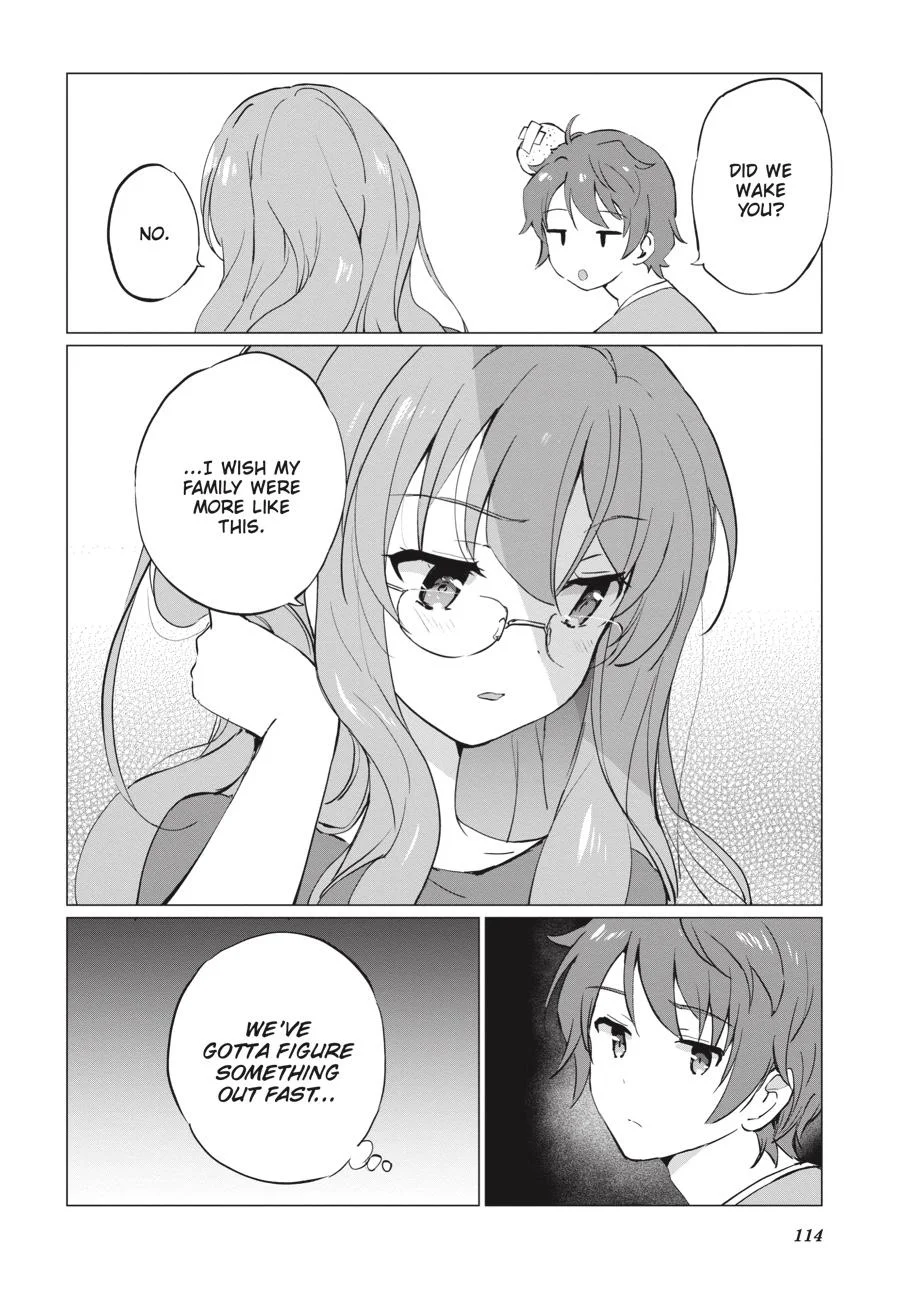 DID WE
WAKE
YOU?
NO.
...I WISH MY
FAMILY WERE
MORE LIKE
THIS.
WE'VE
GOTTA FIGURE
SOMETHING
OUT FAST...
114